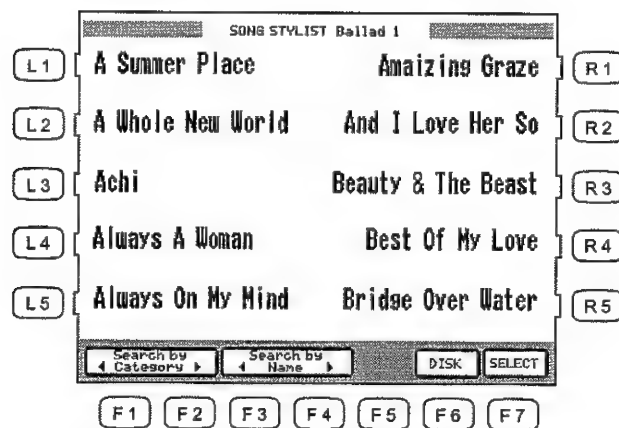 SONG STYLIST Ballad 1
L1 A Summer Place Amaizing Graze R1
L2 A Whole New World And I Love Her So R2
L3 Achi Beauty & The Beast R3
L4 Always A Woman Best Of My Love R4
L5 Always On My Mind Bridge Over Water R5
Search by Search by
◀ Category ▶ ◀ Name ▶ DISK SELECT
F1 F2 F3 F4 F5 F6 F7